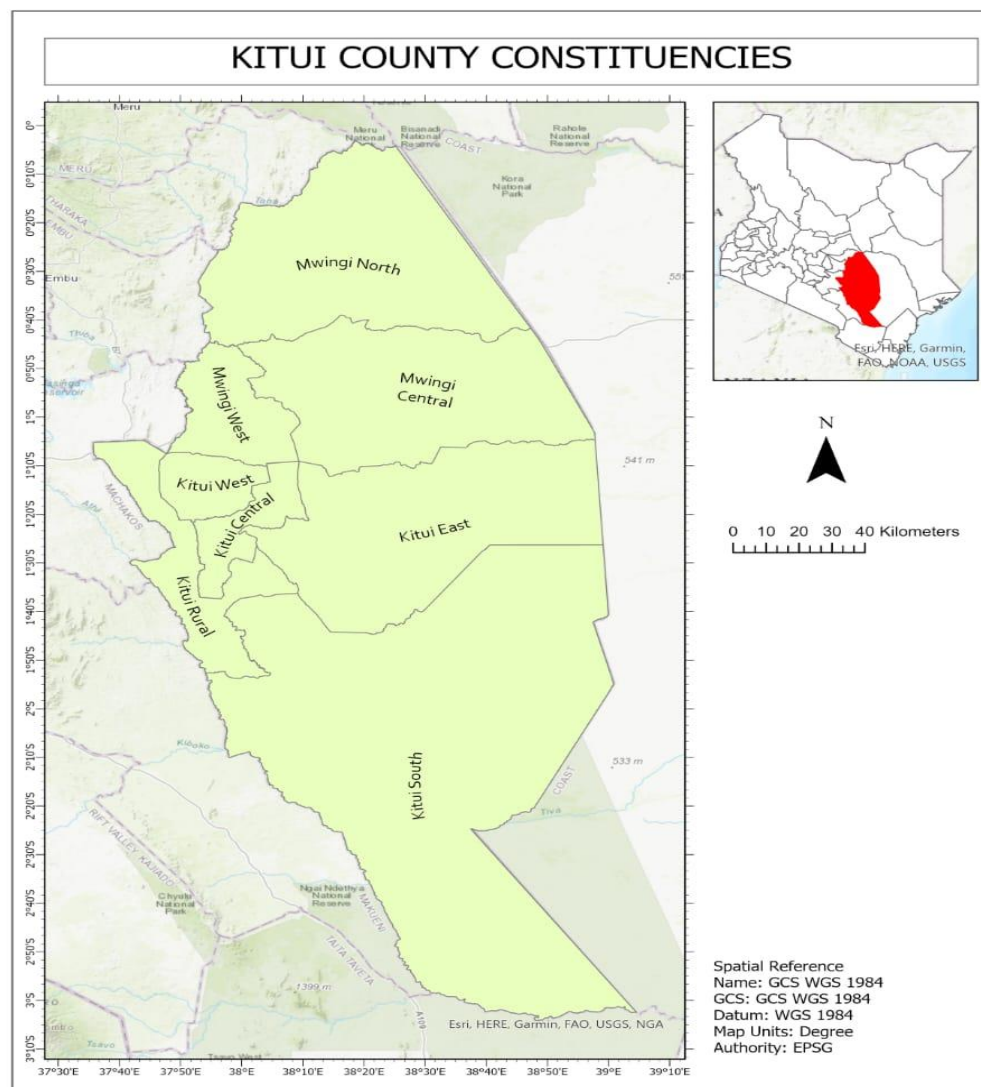 KITUI COUNTY CONSTITUENCIES
Meru
Meru
National
Bisanadi
National
Reserve
Rahole
National
Reserve
COAST
Kora
National
Park
MERU
THARAKA
EMBU
Embu
Thiba
Mwingi North
Mwingi West
Mwingi
Central
541 m
Kitui West
Kitui Central
Kitui East
MACHAKOS
Athi
Kitui Rural
Kiboko
Kitui South
COAST
533 m
Tiva
RIFT VALLEY KAJIADO
Chyulu
National
Park
Ngai Ndethya
National
Reserve
MAKUENI
TAITA TAVETA
1399 m
A109
Tsavo
Tsavo West
Esri, HERE, Garmin, FAO, USGS, NGA
0°
0°10'S
0°20'S
0°30'S
0°40'S
0°50'S
1°S
1°10'S
1°20'S
1°30'S
1°40'S
1°50'S
2°S
2°10'S
2°20'S
2°30'S
2°40'S
2°50'S
3°S
3°10'S
37°30'E 37°40'E 37°50'E 38°E 38°10'E 38°20'E 38°30'E 38°40'E 38°50'E 39°E 39°10'E
Esri, HERE, Garmin,
FAO, NOAA, USGS
N
0 10 20 40 Kilometers
Spatial Reference
Name: GCS WGS 1984
GCS: GCS WGS 1984
Datum: WGS 1984
Map Units: Degree
Authority: EPSG